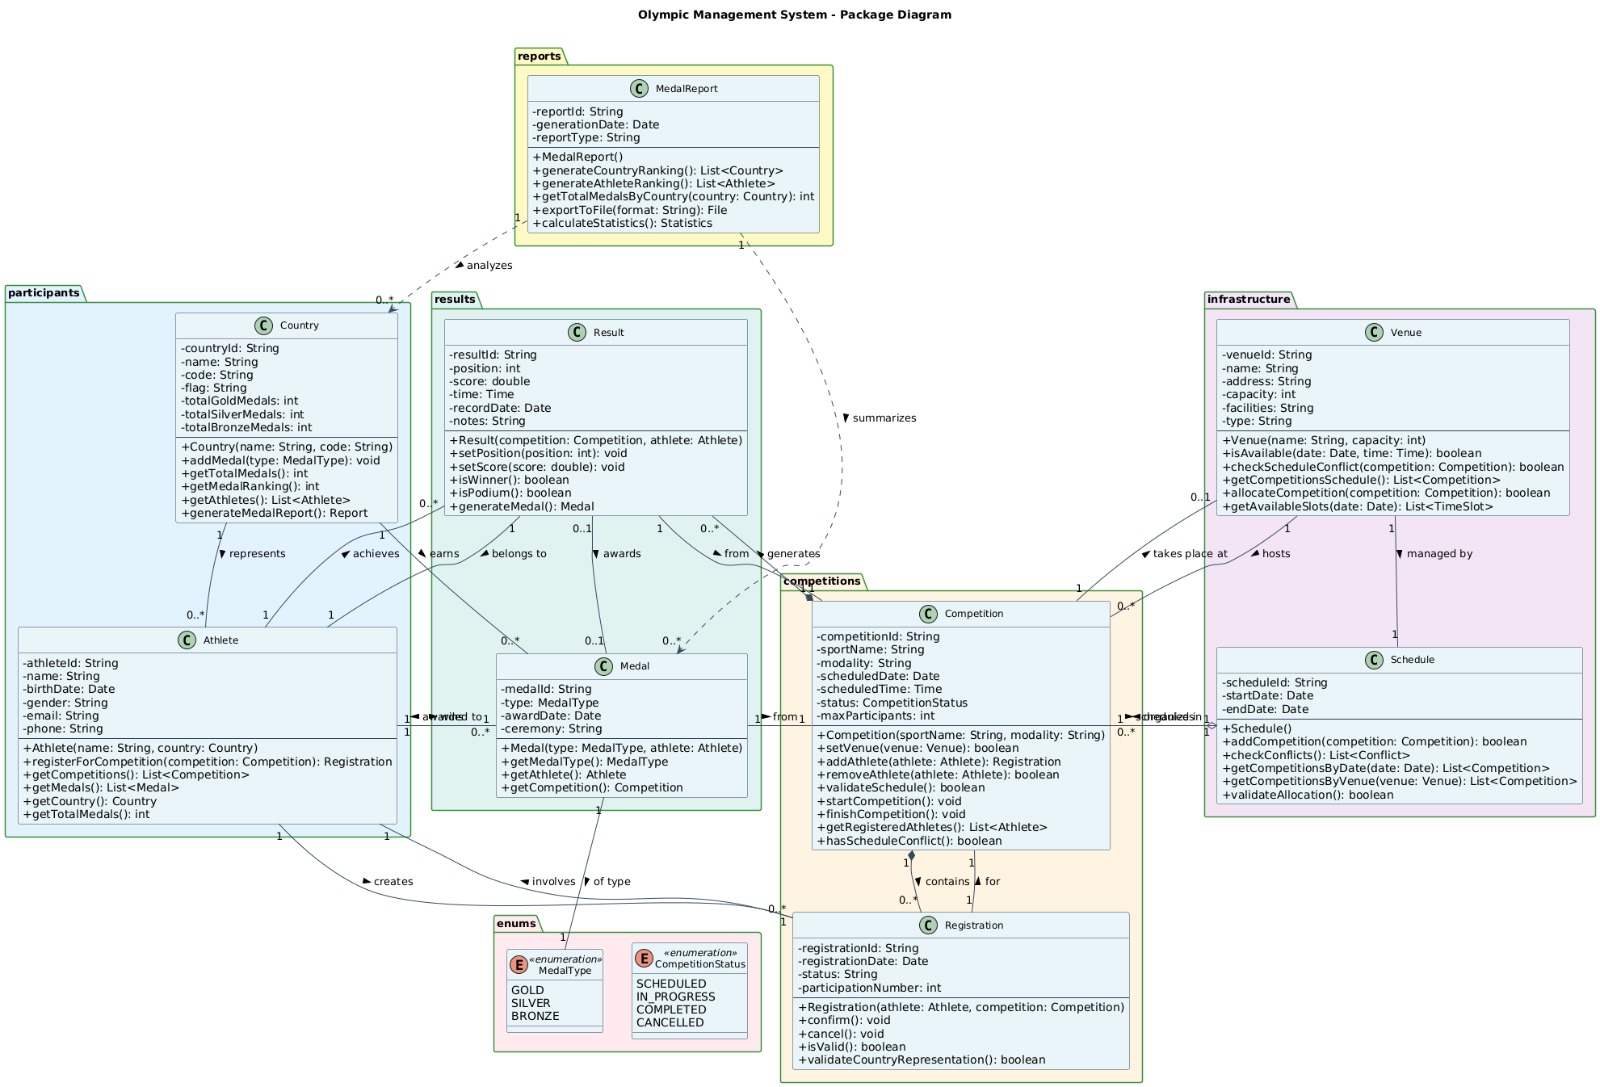 Olympic Management System - Package Diagram
reports
C MedalReport
-reportId: String
-generationDate: Date
-reportType: String
+MedalReport()
+generateCountryRanking(): List<Country>
+generateAthleteRanking(): List<Athlete>
+getTotalMedalsByCountry(country: Country): int
+exportToFile(format: String): File
+calculateStatistics(): Statistics
1
1
analyzes
0..*
summarizes
participants
C Country
-countryId: String
-name: String
-code: String
-flag: String
-totalGoldMedals: int
-totalSilverMedals: int
-totalBronzeMedals: int
+Country(name: String, code: String)
+addMedal(type: MedalType): void
+getTotalMedals(): int
+getMedalRanking(): int
+getAthletes(): List<Athlete>
+generateMedalReport(): Report
results
C Result
-resultId: String
-position: int
-score: double
-time: Time
-recordDate: Date
-notes: String
+Result(competition: Competition, athlete: Athlete)
+setPosition(position: int): void
+setScore(score: double): void
+isWinner(): boolean
+isPodium(): boolean
+generateMedal(): Medal
infrastructure
C Venue
-venueId: String
-name: String
-address: String
-capacity: int
-facilities: String
-type: String
+Venue(name: String, capacity: int)
+isAvailable(date: Date, time: Time): boolean
+checkScheduleConflict(competition: Competition): boolean
+getCompetitionsSchedule(): List<Competition>
+allocateCompetition(competition: Competition): boolean
+getAvailableSlots(date: Date): List<TimeSlot>
0..*
0..1
1
1
1
0..1
1
0..*
1
1
represents
achieves
earns
belongs to
awards
from
generates
takes place at
hosts
managed by
0..*
1
1
0..*
0..1
0..*
1
1
1
0..*
1
C Athlete
-athleteId: String
-name: String
-birthDate: Date
-gender: String
-email: String
-phone: String
+Athlete(name: String, country: Country)
+registerForCompetition(competition: Competition): Registration
+getCompetitions(): List<Competition>
+getMedals(): List<Medal>
+getCountry(): Country
+getTotalMedals(): int
C Medal
-medalId: String
-type: MedalType
-awardDate: Date
-ceremony: String
+Medal(type: MedalType, athlete: Athlete)
+getMedalType(): MedalType
+getAthlete(): Athlete
+getCompetition(): Competition
competitions
C Competition
-competitionId: String
-sportName: String
-modality: String
-scheduledDate: Date
-scheduledTime: Time
-status: CompetitionStatus
-maxParticipants: int
+Competition(sportName: String, modality: String)
+setVenue(venue: Venue): boolean
+addAthlete(athlete: Athlete): Registration
+removeAthlete(athlete: Athlete): boolean
+validateSchedule(): boolean
+startCompetition(): void
+finishCompetition(): void
+getRegisteredAthletes(): List<Athlete>
+hasScheduleConflict(): boolean
C Schedule
-scheduleId: String
-startDate: Date
-endDate: Date
+Schedule()
+addCompetition(competition: Competition): boolean
+checkConflicts(): List<Conflict>
+getCompetitionsByDate(date: Date): List<Competition>
+getCompetitionsByVenue(venue: Venue): List<Competition>
+validateAllocation(): boolean
1
1
1
0..*
1
from
1
1
0..*
1
1
1
1
1
creates
involves
of type
1
1
contains
for
0..*
1
0..*
1
1
enums
E «enumeration»
MedalType
GOLD
SILVER
BRONZE
E «enumeration»
CompetitionStatus
SCHEDULED
IN_PROGRESS
COMPLETED
CANCELLED
C Registration
-registrationId: String
-registrationDate: Date
-status: String
-participationNumber: int
+Registration(athlete: Athlete, competition: Competition)
+confirm(): void
+cancel(): void
+isValid(): boolean
+validateCountryRepresentation(): boolean